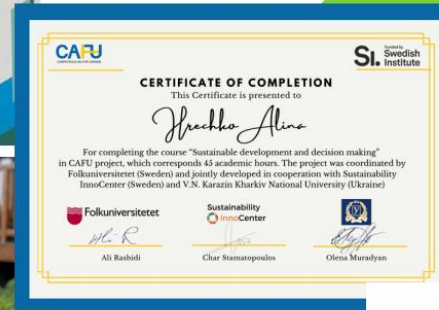 CAFU
Funded by
SI. Swedish Institute
CERTIFICATE OF COMPLETION
This Certificate is presented to
Hrechko Alina
For completing the course "Sustainable development and decision making"
in CAFU project, which corresponds 45 academic hours. The project was coordinated by
Folkuniversitetet (Sweden) and jointly developed in cooperation with Sustainability
InnoCenter (Sweden) and V.N. Karazin Kharkiv National University (Ukraine)
Folkuniversitetet
Sustainability
InnoCenter
Ali Rashidi
Char Stamatopoulos
Olena Muradyan